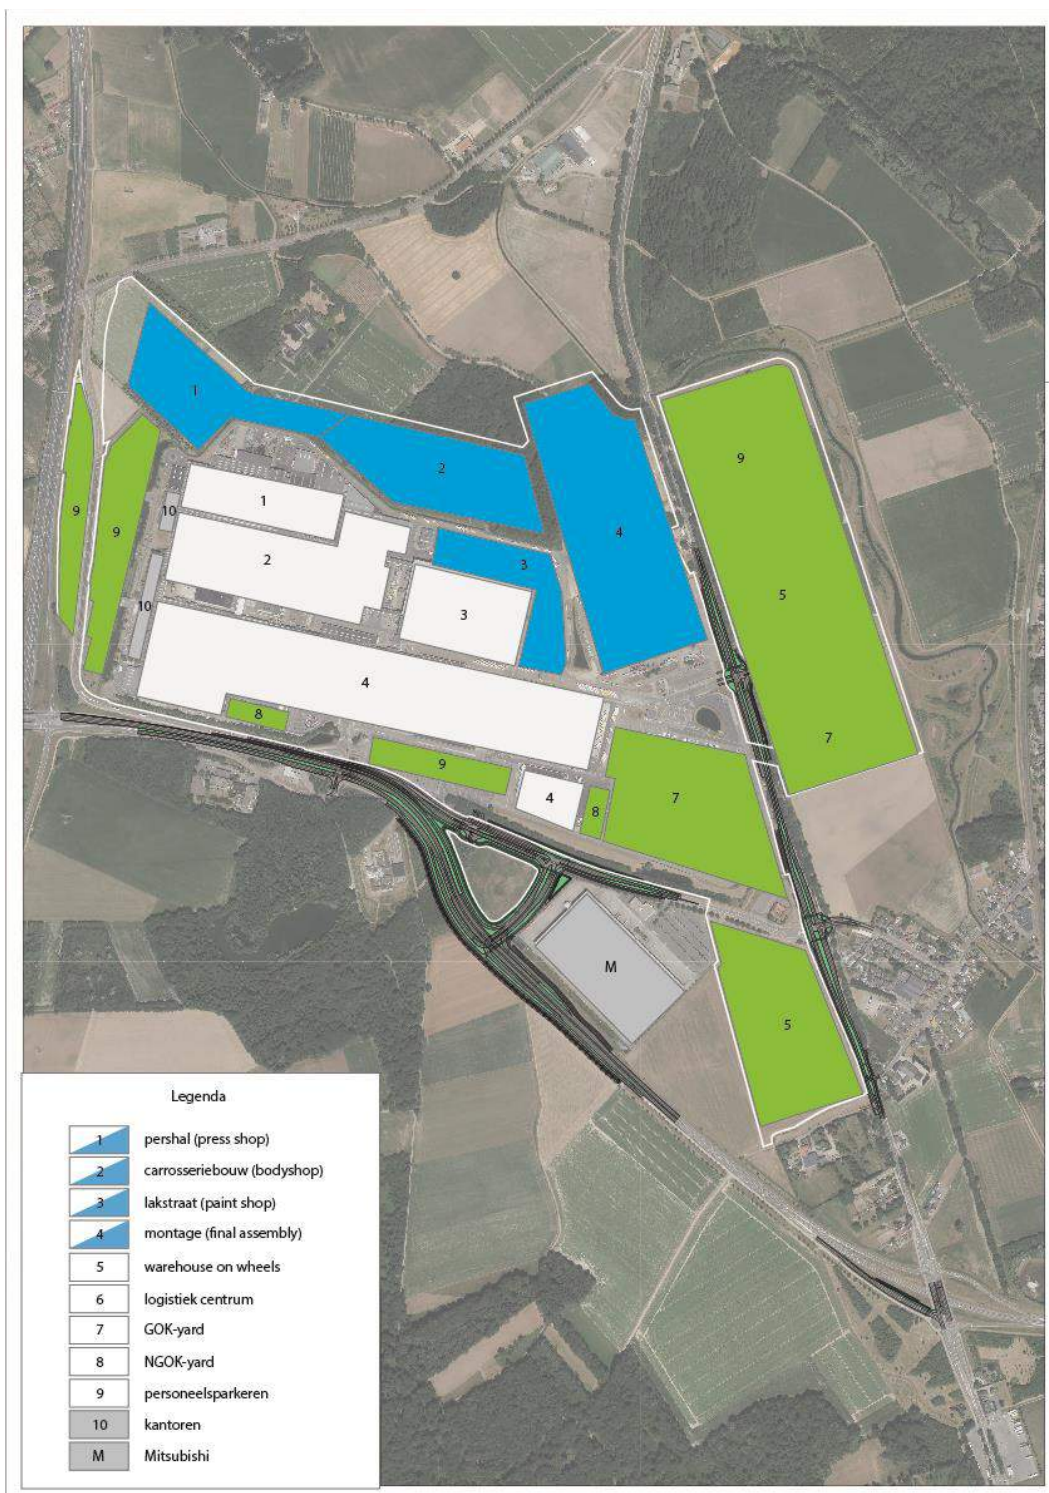 1
2
9
4
9
9
10
1
2
3
5
10
3
4
7
8
9
4
8
7
M
5
Legenda
1 pershal (press shop)
2 carrosseriebouw (bodyshop)
3 lakstraat (paint shop)
4 montage (final assembly)
5 warehouse on wheels
6 logistiek centrum
7 GOK-yard
8 NGOK-yard
9 personeelsparkeren
10 kantoren
M Mitsubishi